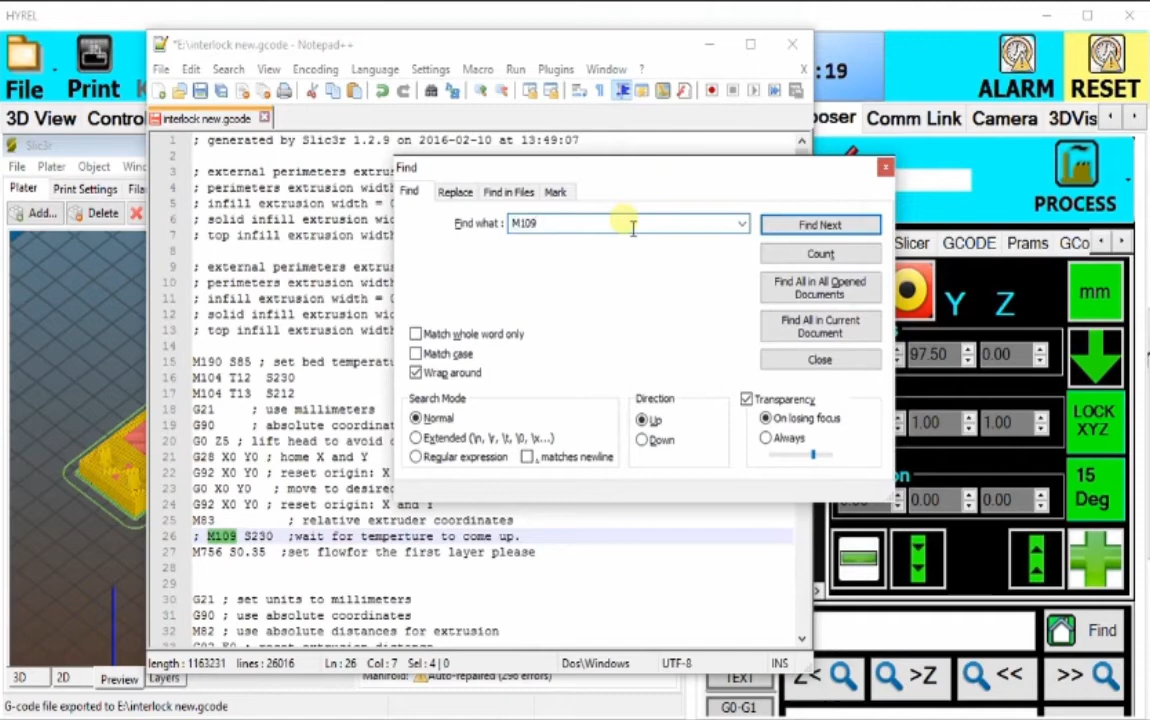 HYREL
File
Print
ALARM
RESET
:19
3D View
Comm Link
Camera
Slic3r
File Plater Object
Plater Print Settings
Add...
Delete
*E:\interlock new.gcode - Notepad++
File Edit Search View Encoding Language Settings Macro Run Plugins Window ? X
interlock new.gcode
1 ; generated by Slic3r 1.2.9 on 2016-02-10 at 13:49:07
2
3 ; external perimeters
4 ; perimeters extrusion
5 ; infill extrusion width =
6 ; solid infill extrusion
7 ; top infill extrusion
8
9 ; external perimeters
10 ; perimeters extrusion
11 ; infill extrusion width =
12 ; solid infill extrusion
13 ; top infill extrusion
14
15 M190 S85 ; set bed
16 M104 T12 S230
17 M104 T13 S212
18 G21 ; use millimeters
19 G90 ; absolute
20 G0 Z5 ; lift head to avoid
21 G28 X0 Y0 ; home X and Y
22 G92 X0 Y0 ; reset origin: X
23 G0 X0 Y0 ; move to
24 G92 X0 Y0 ; reset origin: X and Y
25 M83 ; relative extruder coordinates
26 ; M109 S230 ;wait for temperture to come up.
27 M756 S0.35 ;set flowfor the first layer please
28
29
30 G21 ; set units to millimeters
31 G90 ; use absolute coordinates
32 M82 ; use absolute distances for extrusion
length : 1163231 lines : 26016 Ln : 26 Col : 7 Sel : 4 | 0 Dos\Windows UTF-8 INS
Find
Find Replace Find in Files Mark
Find what : M109
Find Next
Count
Find All in All Opened
Documents
Find All in Current
Document
Close
Match whole word only
Match case
Wrap around
Search Mode
Normal
Extended (\n, \r, \t, \0, \x...)
Regular expression
. matches newline
Direction
Up
Down
Transparency
On losing focus
Always
PROCESS
Slicer GCODE Prams
Y Z
mm
97.50 0.00
1.00 1.00
LOCK
XYZ
0.00 0.00
15
Deg
Find
Z< >Z << >>
TEXT
G0-G1
3D 2D Preview Layers
Manifold: Auto-repaired (296 errors)
G-code file exported to E:\interlock new.gcode